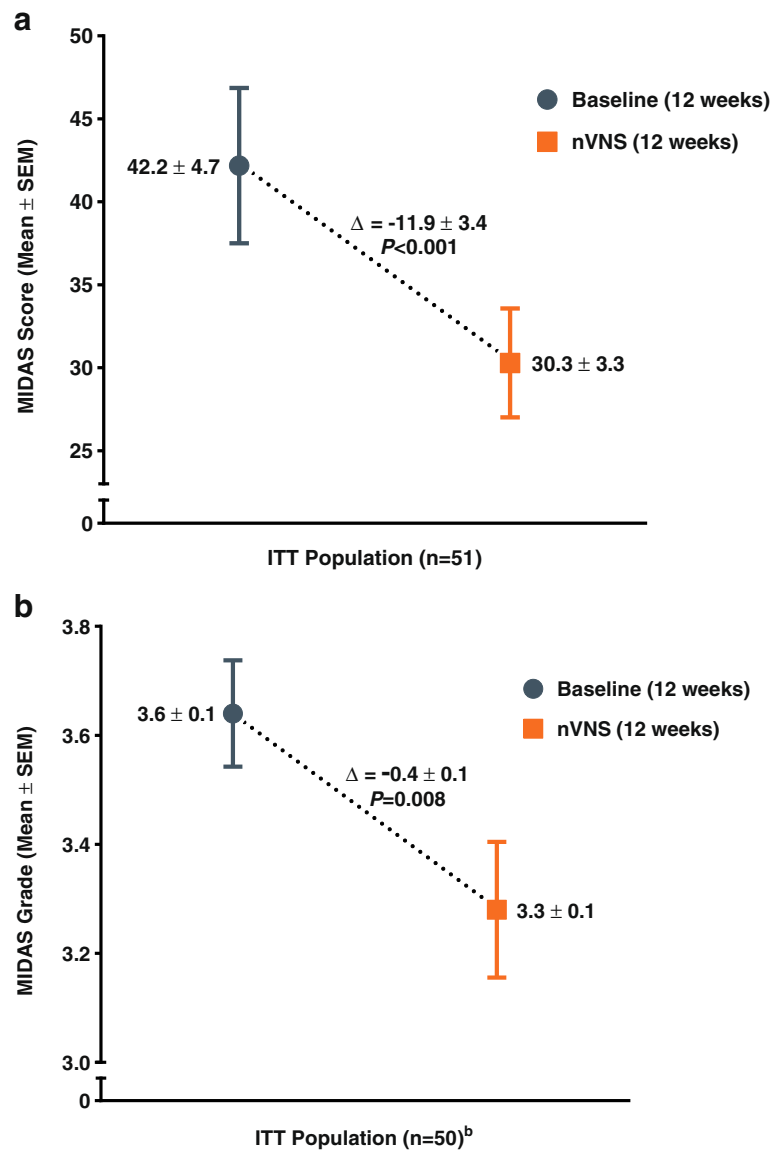 a
MIDAS Score (Mean ± SEM)
50
45
40
35
30
25
0
Baseline (12 weeks)
nVNS (12 weeks)
42.2 ± 4.7
Δ = -11.9 ± 3.4
P<0.001
30.3 ± 3.3
ITT Population (n=51)
b
MIDAS Grade (Mean ± SEM)
3.8
3.6
3.4
3.2
3.0
0
Baseline (12 weeks)
nVNS (12 weeks)
3.6 ± 0.1
Δ = -0.4 ± 0.1
P=0.008
3.3 ± 0.1
ITT Population (n=50)ᵇ